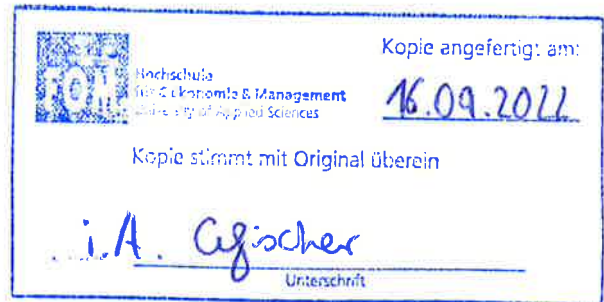 Kopie angefertigt am:
FOM
Hochschule
für Oekonomie & Management
University of Applied Sciences
16.09.2022
Kopie stimmt mit Original überein
i.A.
Unterschrift